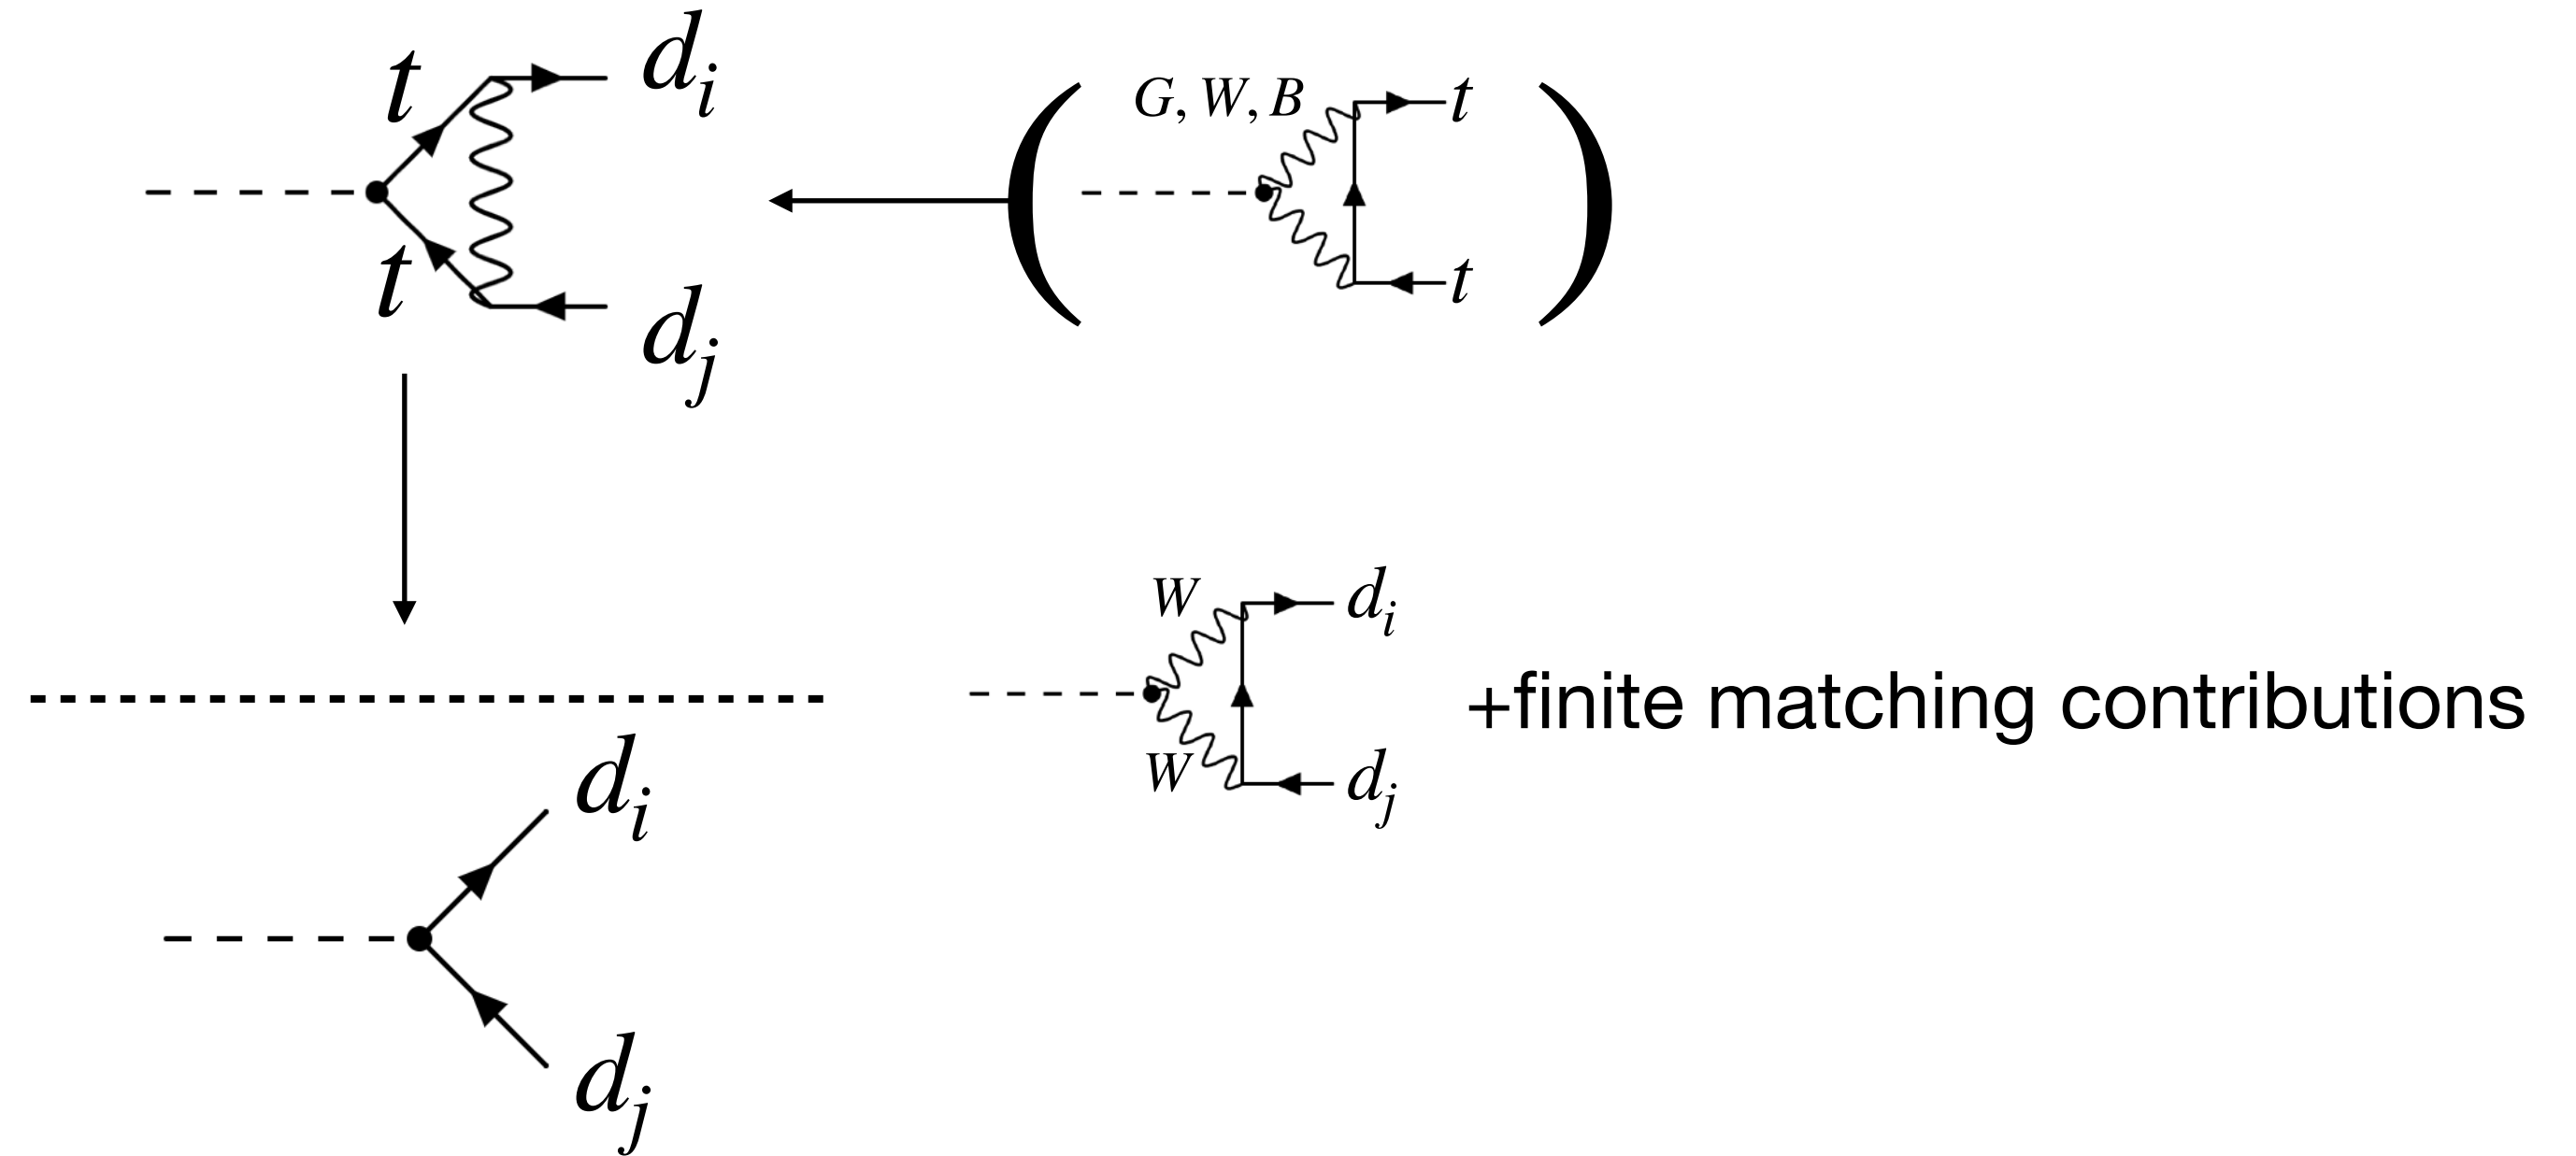 t
d_i
t
d_j
G, W, B
t
t
W
d_i
W
d_j
+finite matching contributions
d_i
d_j